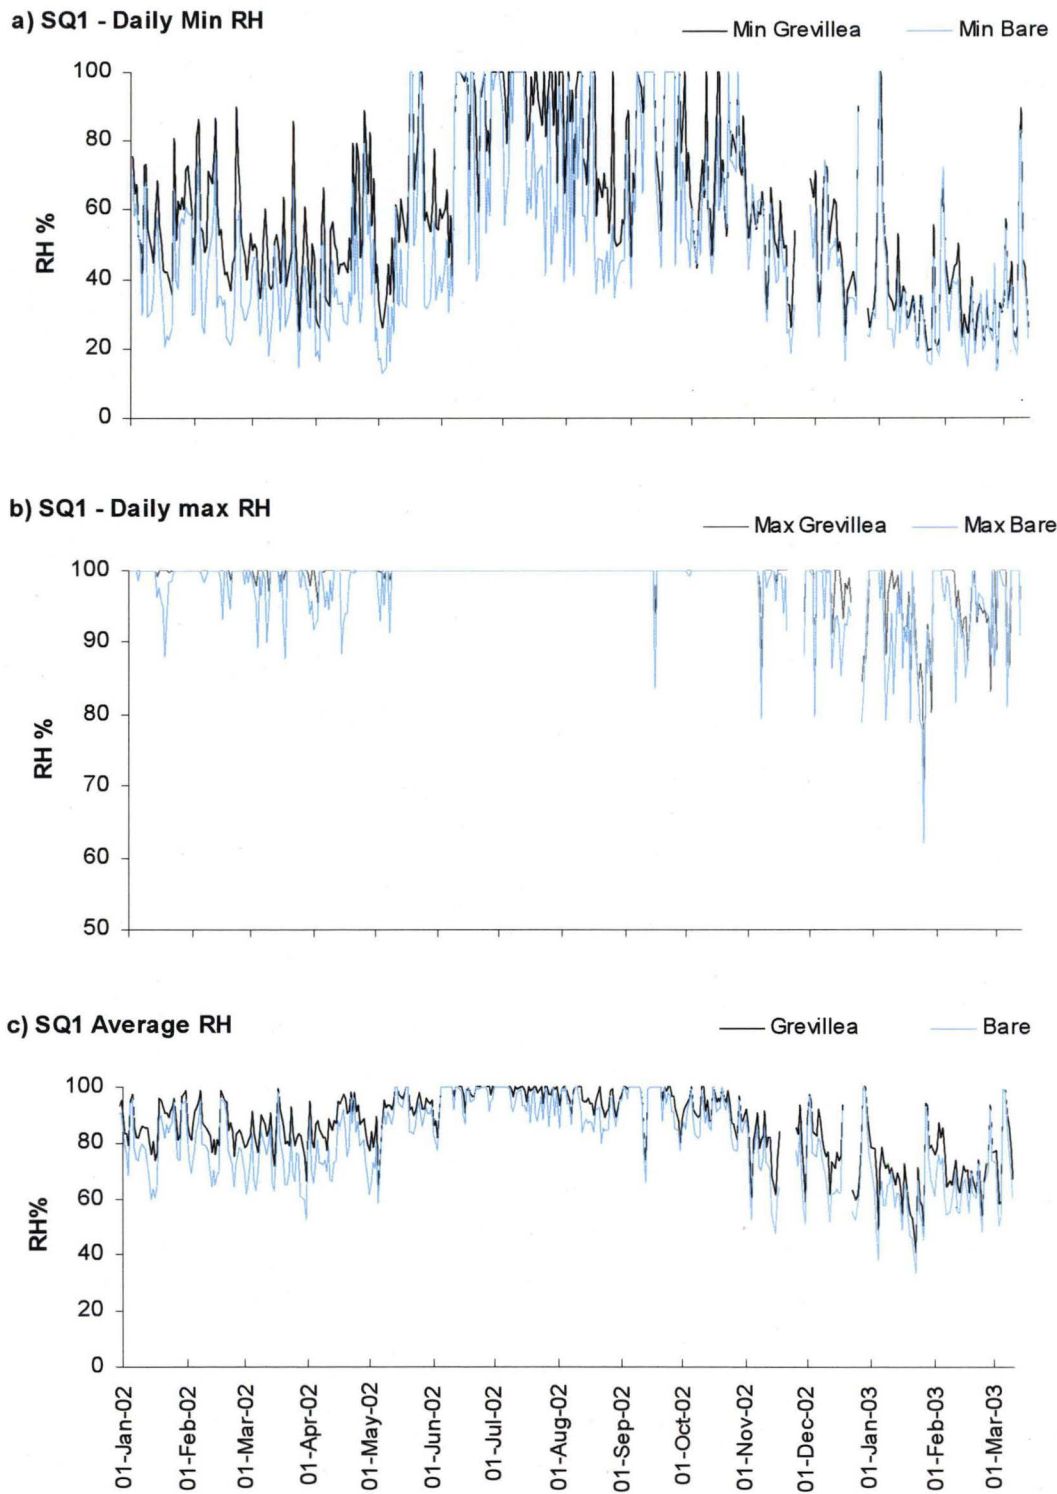 a) SQ1 - Daily Min RH
Min Grevillea
Min Bare
100
80
60
40
20
0
RH %
b) SQ1 - Daily max RH
Max Grevillea
Max Bare
100
90
80
70
60
50
RH %
c) SQ1 Average RH
Grevillea
Bare
100
80
60
40
20
0
RH%
01-Jan-02
01-Feb-02
01-Mar-02
01-Apr-02
01-May-02
01-Jun-02
01-Jul-02
01-Aug-02
01-Sep-02
01-Oct-02
01-Nov-02
01-Dec-02
01-Jan-03
01-Feb-03
01-Mar-03